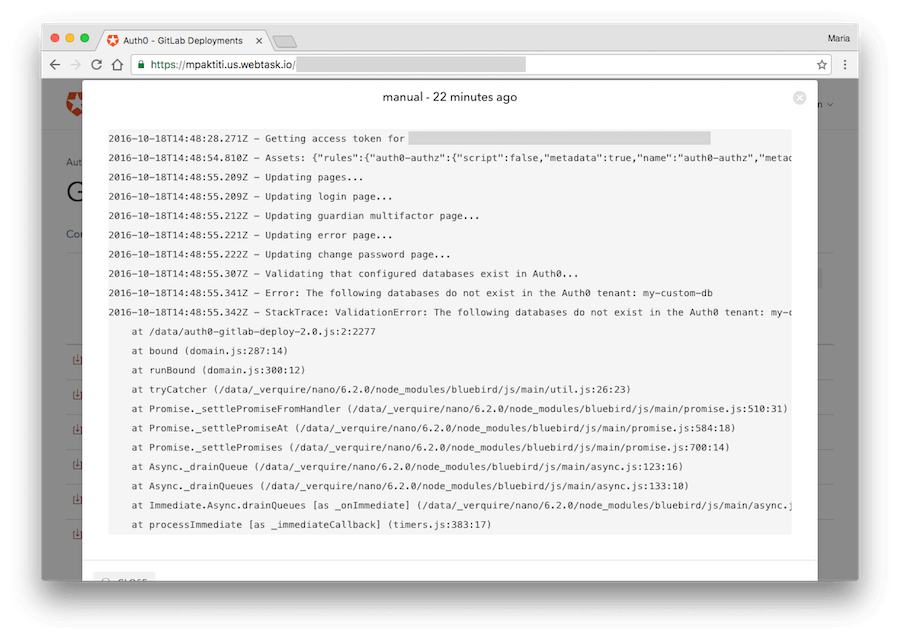 Auth0 - GitLab Deployments
Maria
https://mpaktiti.us.webtask.io/
manual - 22 minutes ago
2016-10-18T14:48:28.271Z - Getting access token for
2016-10-18T14:48:54.810Z - Assets: {"rules":{"auth0-authz":{"script":false,"metadata":true,"name":"auth0-authz","metad
2016-10-18T14:48:55.209Z - Updating pages...
2016-10-18T14:48:55.209Z - Updating login page...
2016-10-18T14:48:55.212Z - Updating guardian multifactor page...
2016-10-18T14:48:55.221Z - Updating error page...
2016-10-18T14:48:55.222Z - Updating change password page...
2016-10-18T14:48:55.307Z - Validating that configured databases exist in Auth0...
2016-10-18T14:48:55.341Z - Error: The following databases do not exist in the Auth0 tenant: my-custom-db
2016-10-18T14:48:55.342Z - StackTrace: ValidationError: The following databases do not exist in the Auth0 tenant: my-c
at /data/auth0-gitlab-deploy-2.0.js:2:2277
at bound (domain.js:287:14)
at runBound (domain.js:300:12)
at tryCatcher (/data/_verquire/nano/6.2.0/node_modules/bluebird/js/main/util.js:26:23)
at Promise._settlePromiseFromHandler (/data/_verquire/nano/6.2.0/node_modules/bluebird/js/main/promise.js:510:31)
at Promise._settlePromiseAt (/data/_verquire/nano/6.2.0/node_modules/bluebird/js/main/promise.js:584:18)
at Promise._settlePromises (/data/_verquire/nano/6.2.0/node_modules/bluebird/js/main/promise.js:700:14)
at Async._drainQueue (/data/_verquire/nano/6.2.0/node_modules/bluebird/js/main/async.js:123:16)
at Async._drainQueues (/data/_verquire/nano/6.2.0/node_modules/bluebird/js/main/async.js:133:10)
at Immediate.Async.drainQueues [as _onImmediate] (/data/_verquire/nano/6.2.0/node_modules/bluebird/js/main/async.j
at processImmediate [as _immediateCallback] (timers.js:383:17)
CLOSE